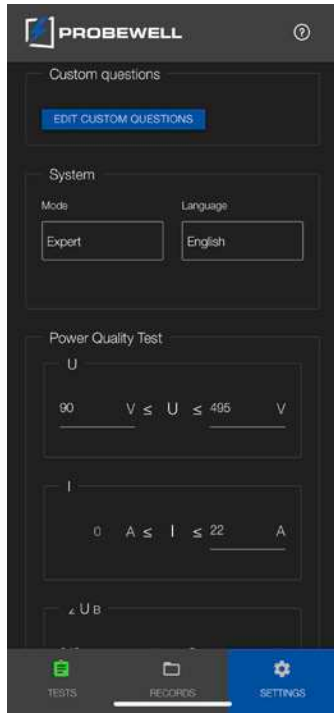 PROBEWELL
Custom questions
EDIT CUSTOM QUESTIONS
System
Mode Language
Expert English
Power Quality Test
U
90 V ≤ U ≤ 495 V
I
0 A ≤ I ≤ 22 A
∠ U B
TESTS RECORDS SETTINGS